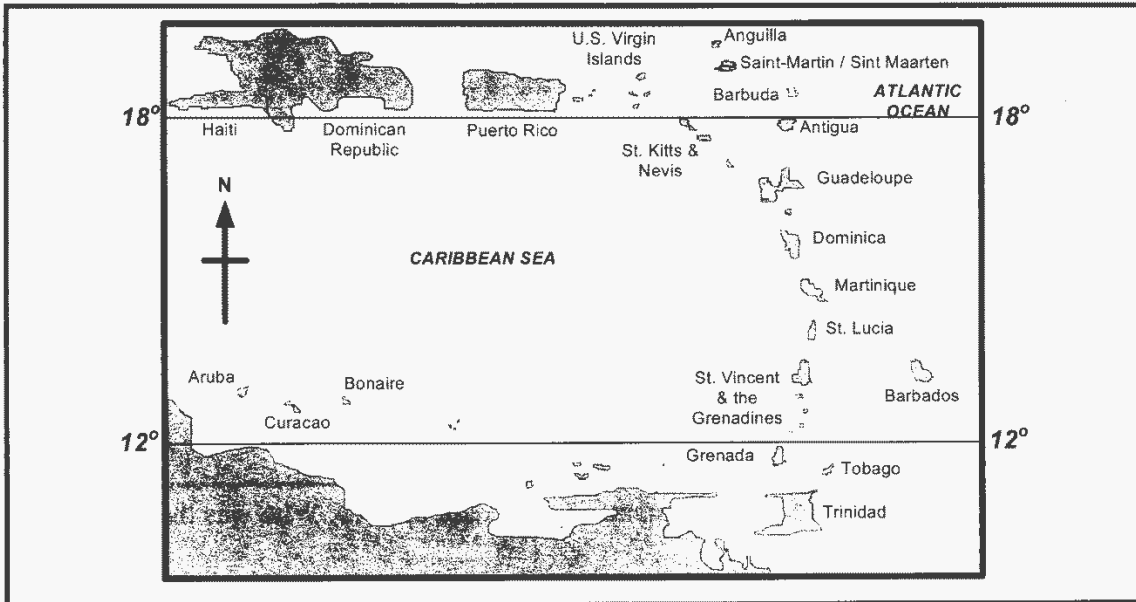 U.S. Virgin
Islands
Anguilla
Saint-Martin / Sint Maarten
Barbuda
ATLANTIC
OCEAN
18°
18°
Haiti
Dominican
Republic
Puerto Rico
St. Kitts &
Nevis
Antigua
N
Guadeloupe
CARIBBEAN SEA
Dominica
Martinique
St. Lucia
Aruba
Bonaire
Curacao
St. Vincent
& the
Grenadines
Barbados
12°
12°
Grenada
Tobago
Trinidad